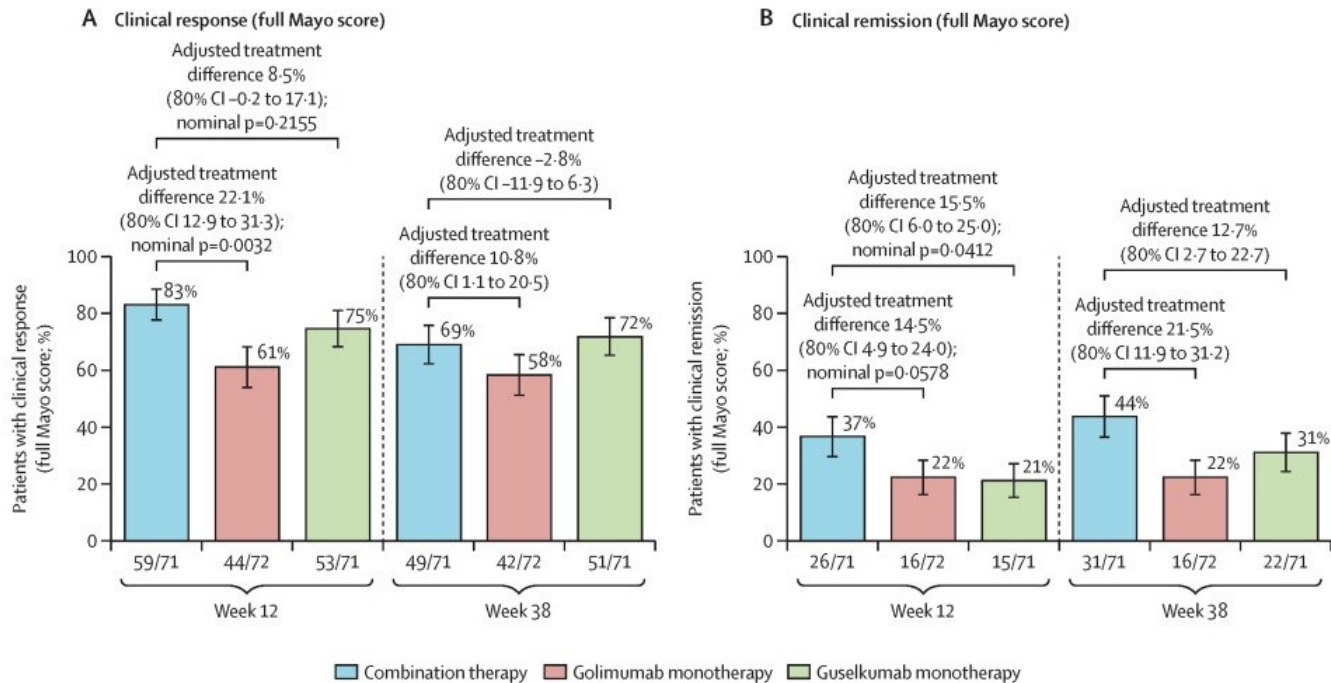 A Clinical response (full Mayo score)
Adjusted treatment
difference 8·5%
(80% CI –0·2 to 17·1);
nominal p=0·2155
Adjusted treatment
difference 22·1%
(80% CI 12·9 to 31·3);
nominal p=0·0032
Adjusted treatment
difference –2·8%
(80% CI –11·9 to 6·3)
Adjusted treatment
difference 10·8%
(80% CI 1·1 to 20·5)
Patients with clinical response
(full Mayo score; %)
100
80
60
40
20
0
83%
61%
75%
69%
58%
72%
59/71
44/72
53/71
49/71
42/72
51/71
Week 12
Week 38
B Clinical remission (full Mayo score)
Adjusted treatment
difference 15·5%
(80% CI 6·0 to 25·0);
nominal p=0·0412
Adjusted treatment
difference 14·5%
(80% CI 4·9 to 24·0);
nominal p=0·0578
Adjusted treatment
difference 12·7%
(80% CI 2·7 to 22·7)
Adjusted treatment
difference 21·5%
(80% CI 11·9 to 31·2)
Patients with clinical remission
(full Mayo score; %)
100
80
60
40
20
0
37%
22%
21%
44%
22%
31%
26/71
16/72
15/71
31/71
16/72
22/71
Week 12
Week 38
Combination therapy
Golimumab monotherapy
Guselkumab monotherapy